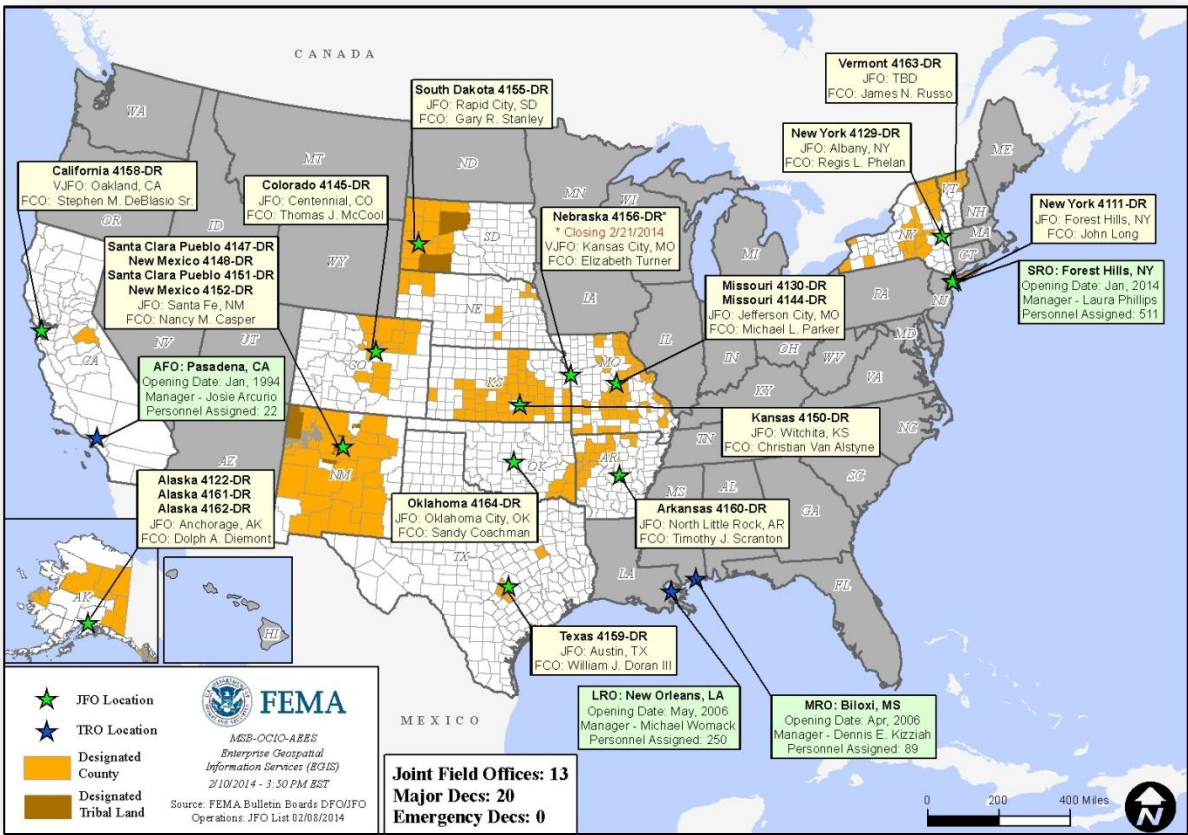 CANADA
South Dakota 4155-DR
JFO: Rapid City, SD
FCO: Gary R. Stanley
Vermont 4163-DR
JFO: TBD
FCO: James N. Russo
New York 4129-DR
JFO: Albany, NY
FCO: Regis L. Phelan
California 4158-DR
VJFO: Oakland, CA
FCO: Stephen M. DeBlasio Sr.
Colorado 4145-DR
JFO: Centennial, CO
FCO: Thomas J. McCool
Nebraska 4156-DR*
* Closing 2/21/2014
VJFO: Kansas City, MO
FCO: Elizabeth Turner
New York 4111-DR
JFO: Forest Hills, NY
FCO: John Long
Santa Clara Pueblo 4147-DR
New Mexico 4148-DR
Santa Clara Pueblo 4151-DR
New Mexico 4152-DR
JFO: Santa Fe, NM
FCO: Nancy M. Casper
Missouri 4130-DR
Missouri 4144-DR
JFO: Jefferson City, MO
FCO: Michael L. Parker
SRO: Forest Hills, NY
Opening Date: Jan, 2014
Manager - Laura Phillips
Personnel Assigned: 511
AFO: Pasadena, CA
Opening Date: Jan, 1994
Manager - Josie Arcurio
Personnel Assigned: 22
Kansas 4150-DR
JFO: Witchita, KS
FCO: Christian Van Alstyne
Alaska 4122-DR
Alaska 4161-DR
Alaska 4162-DR
JFO: Anchorage, AK
FCO: Dolph A. Diemont
Oklahoma 4164-DR
JFO: Oklahoma City, OK
FCO: Sandy Coachman
Arkansas 4160-DR
JFO: North Little Rock, AR
FCO: Timothy J. Scranton
Texas 4159-DR
JFO: Austin, TX
FCO: William J. Doran III
LRO: New Orleans, LA
Opening Date: May, 2006
Manager - Michael Womack
Personnel Assigned: 250
MRO: Biloxi, MS
Opening Date: Apr, 2006
Manager - Dennis E. Kizziah
Personnel Assigned: 89
WA
MT
ND
MN
WI
MI
ME
VT
NH
MA
CT
NY
OR
ID
WY
SD
NE
IA
IL
IN
OH
PA
NJ
MD
DE
WV
VA
KY
NV
UT
CO
KS
MO
CA
AZ
NM
OK
AR
TN
NC
SC
MS
AL
GA
TX
LA
FL
AK
HI
MEXICO
JFO Location
TRO Location
Designated
County
Designated
Tribal Land
FEMA
MSB-OCIO-AEES
Enterprise Geospatial
Information Services (EGIS)
2/10/2014 - 3:50 PM EST
Source: FEMA Bulletin Boards DFO/JFO
Operations: JFO List 02/08/2014
Joint Field Offices: 13
Major Decs: 20
Emergency Decs: 0
0 200 400 Miles
N